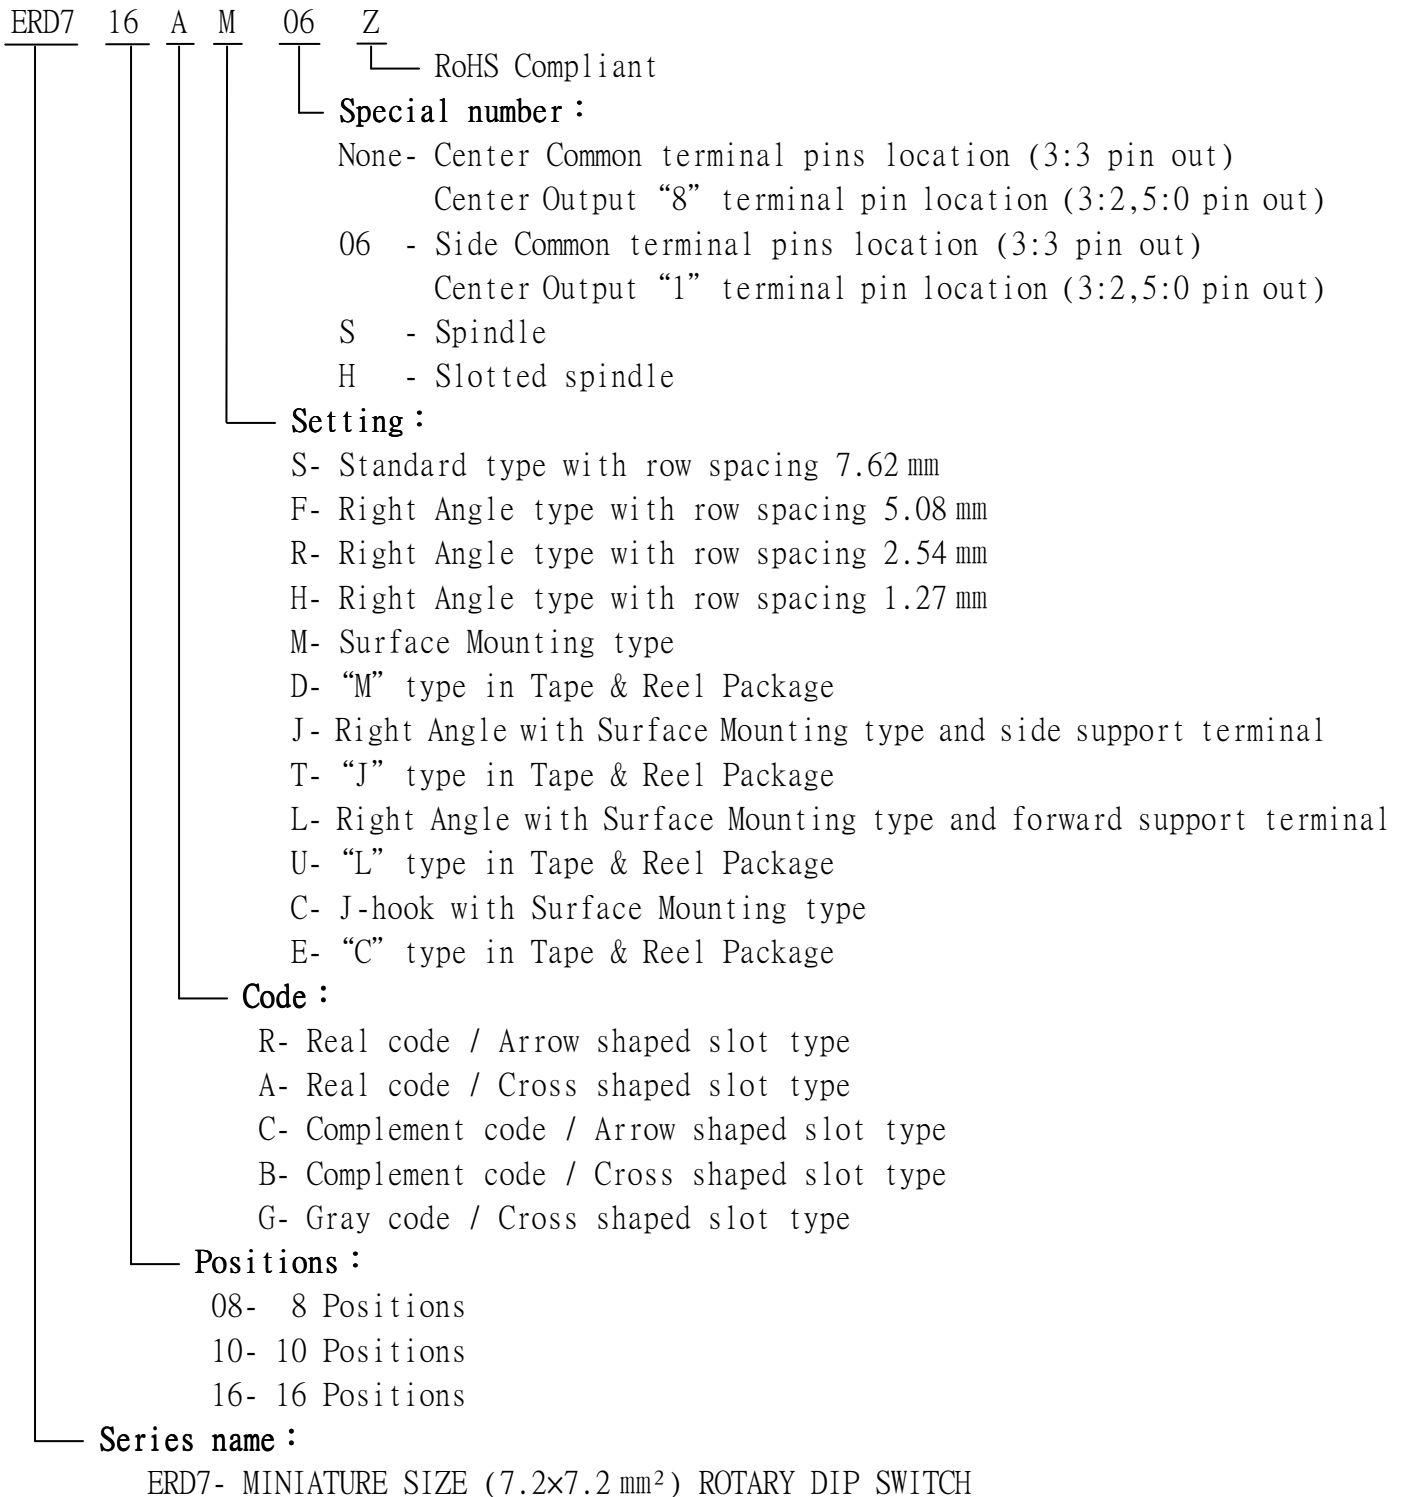 ERD7 16 A M 06 Z
RoHS Compliant
Special number：
None- Center Common terminal pins location (3:3 pin out)
Center Output “8” terminal pin location (3:2,5:0 pin out)
06 - Side Common terminal pins location (3:3 pin out)
Center Output “1” terminal pin location (3:2,5:0 pin out)
S - Spindle
H - Slotted spindle
Setting：
S- Standard type with row spacing 7.62 mm
F- Right Angle type with row spacing 5.08 mm
R- Right Angle type with row spacing 2.54 mm
H- Right Angle type with row spacing 1.27 mm
M- Surface Mounting type
D- “M” type in Tape & Reel Package
J- Right Angle with Surface Mounting type and side support terminal
T- “J” type in Tape & Reel Package
L- Right Angle with Surface Mounting type and forward support terminal
U- “L” type in Tape & Reel Package
C- J-hook with Surface Mounting type
E- “C” type in Tape & Reel Package
Code：
R- Real code / Arrow shaped slot type
A- Real code / Cross shaped slot type
C- Complement code / Arrow shaped slot type
B- Complement code / Cross shaped slot type
G- Gray code / Cross shaped slot type
Positions：
08- 8 Positions
10- 10 Positions
16- 16 Positions
Series name：
ERD7- MINIATURE SIZE (7.2×7.2 mm²) ROTARY DIP SWITCH